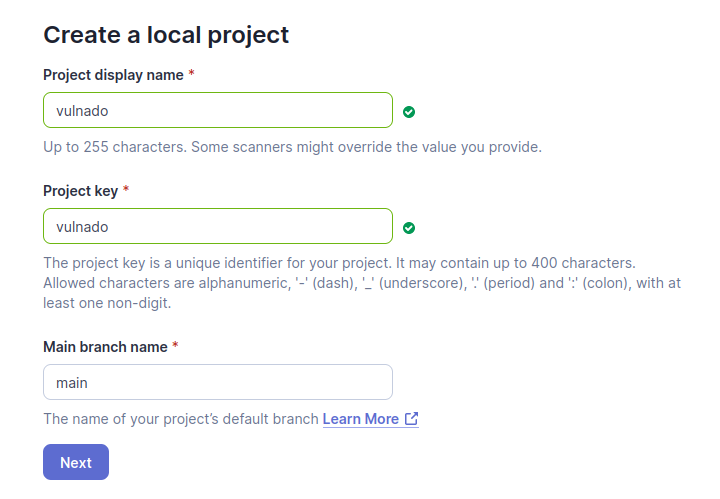 Create a local project
Project display name *
vulnado
Up to 255 characters. Some scanners might override the value you provide.
Project key *
vulnado
The project key is a unique identifier for your project. It may contain up to 400 characters.
Allowed characters are alphanumeric, '-' (dash), '_' (underscore), '.' (period) and ':' (colon), with at
least one non-digit.
Main branch name *
main
The name of your project’s default branch Learn More
Next